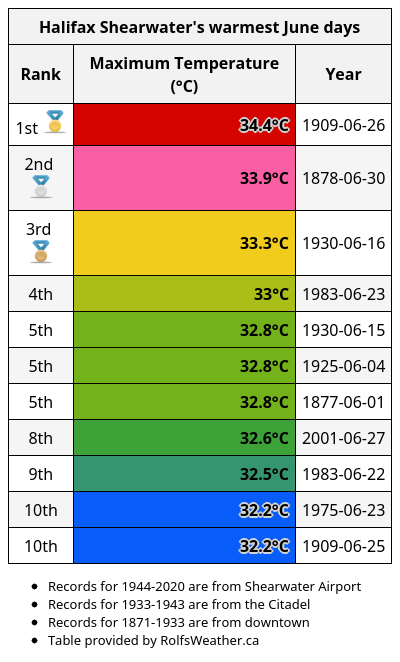 Halifax Shearwater's warmest June days
Rank Maximum Temperature (°C) Year
1st 34.4°C 1909-06-26
2nd 33.9°C 1878-06-30
3rd 33.3°C 1930-06-16
4th 33°C 1983-06-23
5th 32.8°C 1930-06-15
5th 32.8°C 1925-06-04
5th 32.8°C 1877-06-01
8th 32.6°C 2001-06-27
9th 32.5°C 1983-06-22
10th 32.2°C 1975-06-23
10th 32.2°C 1909-06-25
Records for 1944-2020 are from Shearwater Airport
Records for 1933-1943 are from the Citadel
Records for 1871-1933 are from downtown
Table provided by RolfsWeather.ca